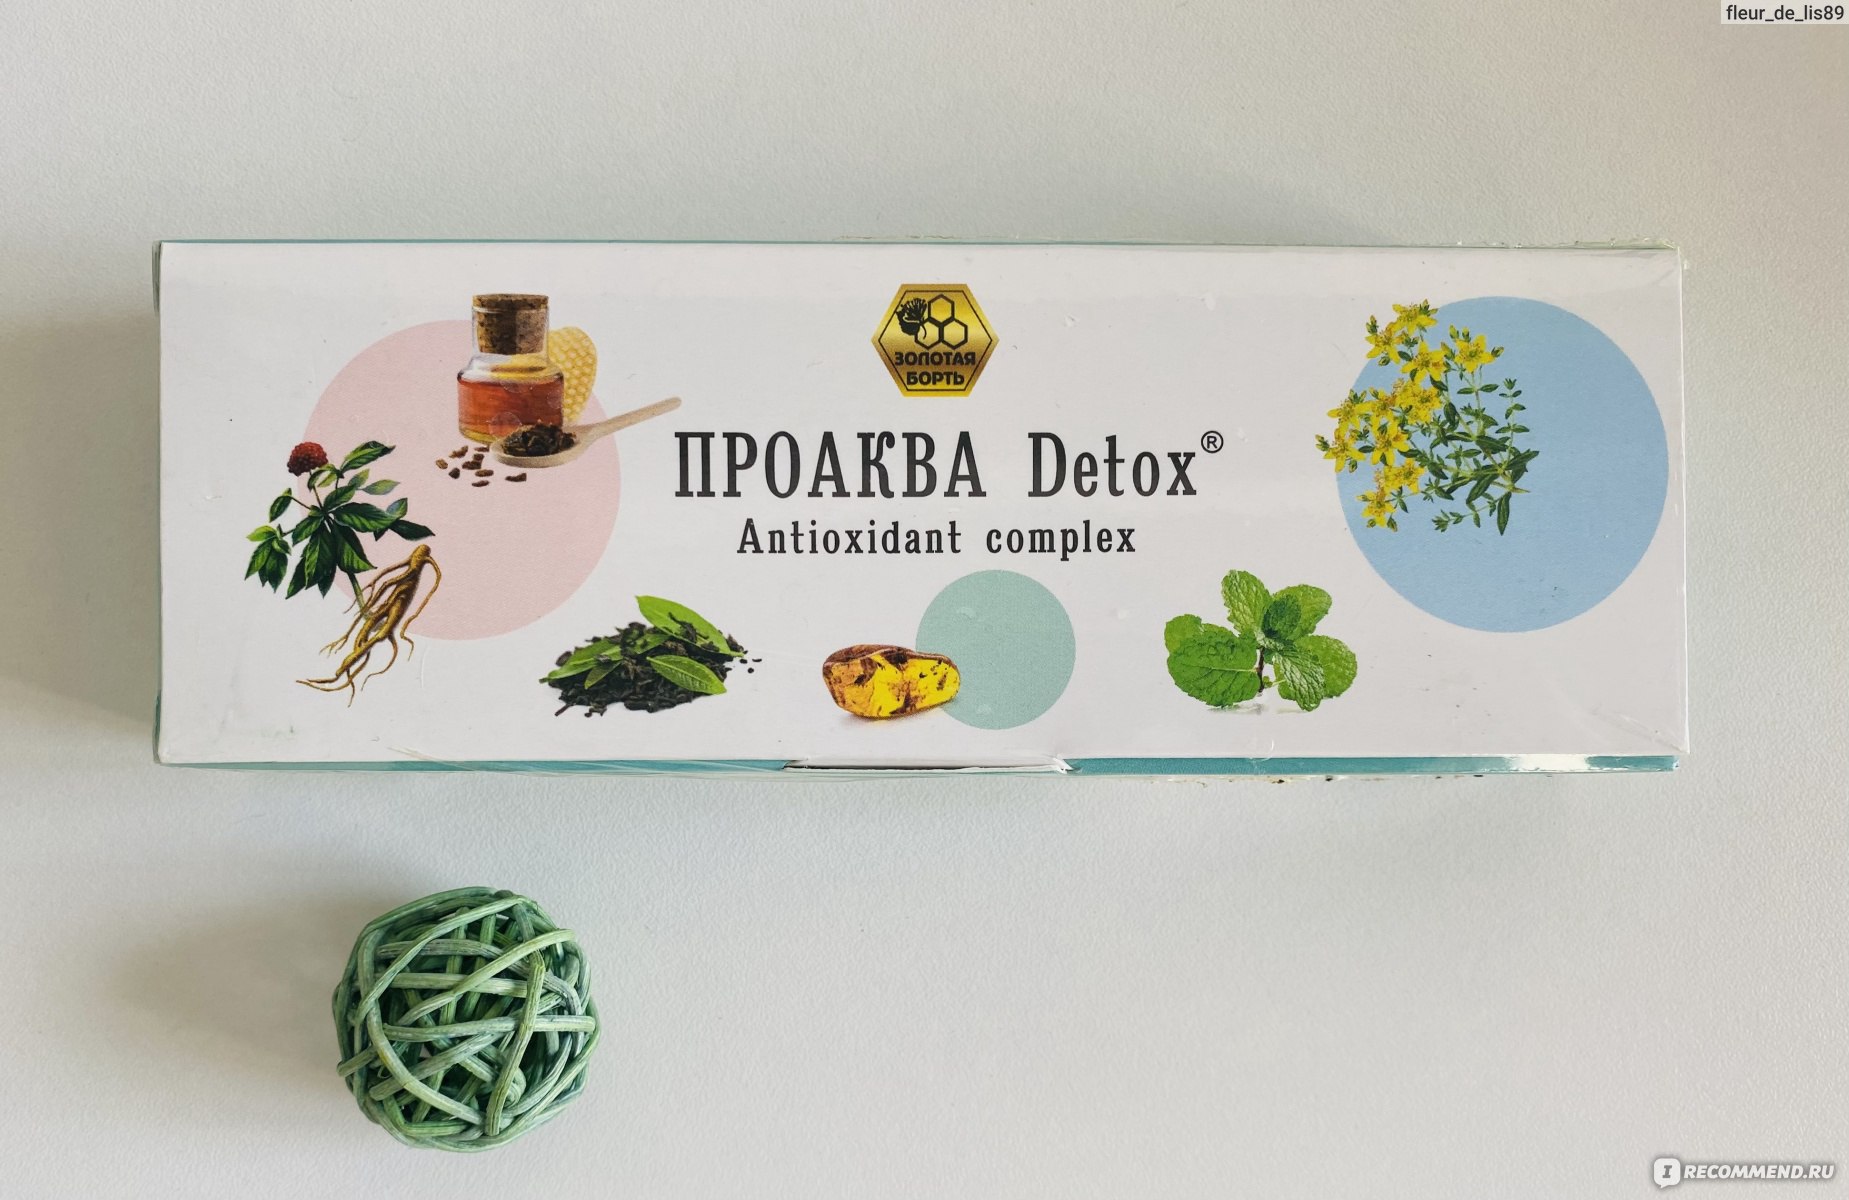 fleur_de_lis89
ЗОЛОТАЯ
БОРТЬ
ПРОАКВА Detox®
Antioxidant complex
I RECOMMEND.RU